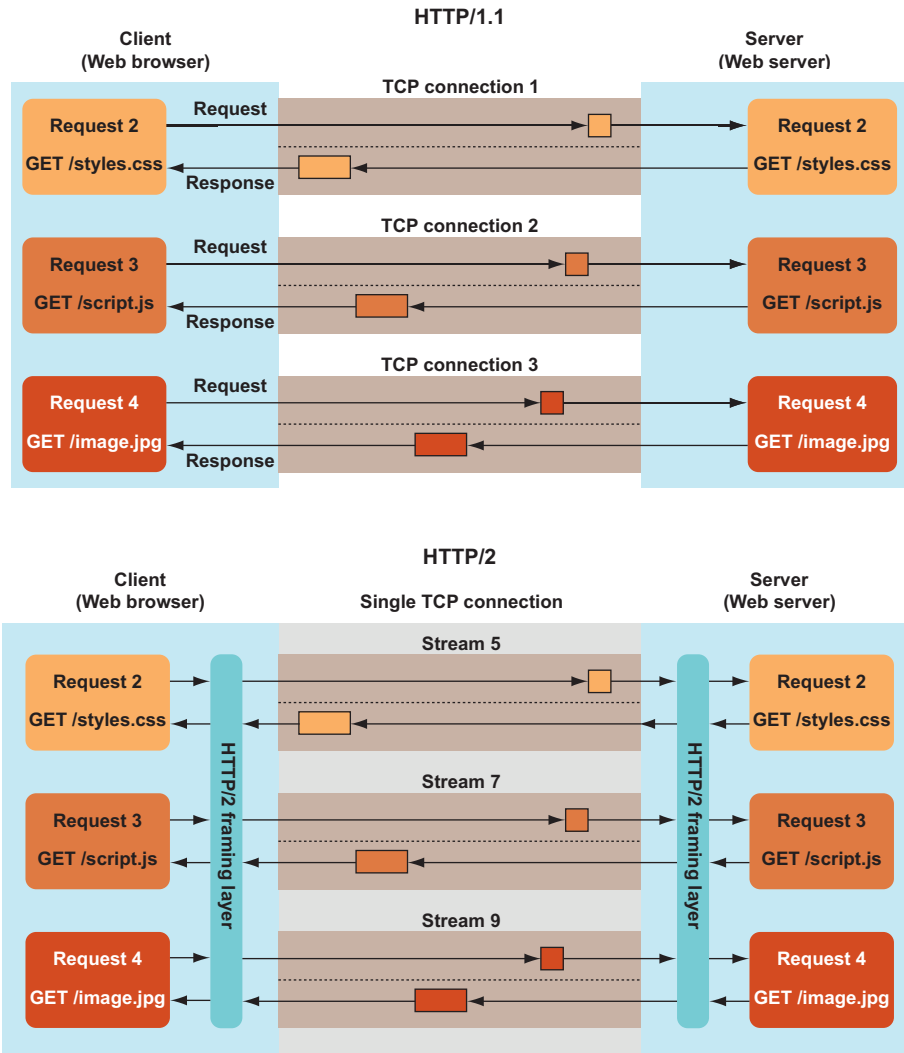 HTTP/1.1
Client
(Web browser)
Server
(Web server)
TCP connection 1
Request 2
GET /styles.css
Request
Response
Request 2
GET /styles.css
TCP connection 2
Request 3
GET /script.js
Request
Response
Request 3
GET /script.js
TCP connection 3
Request 4
GET /image.jpg
Request
Response
Request 4
GET /image.jpg
HTTP/2
Client
(Web browser)
Single TCP connection
Server
(Web server)
Stream 5
Request 2
GET /styles.css
Request 2
GET /styles.css
HTTP/2 framing layer
HTTP/2 framing layer
Stream 7
Request 3
GET /script.js
Request 3
GET /script.js
Stream 9
Request 4
GET /image.jpg
Request 4
GET /image.jpg